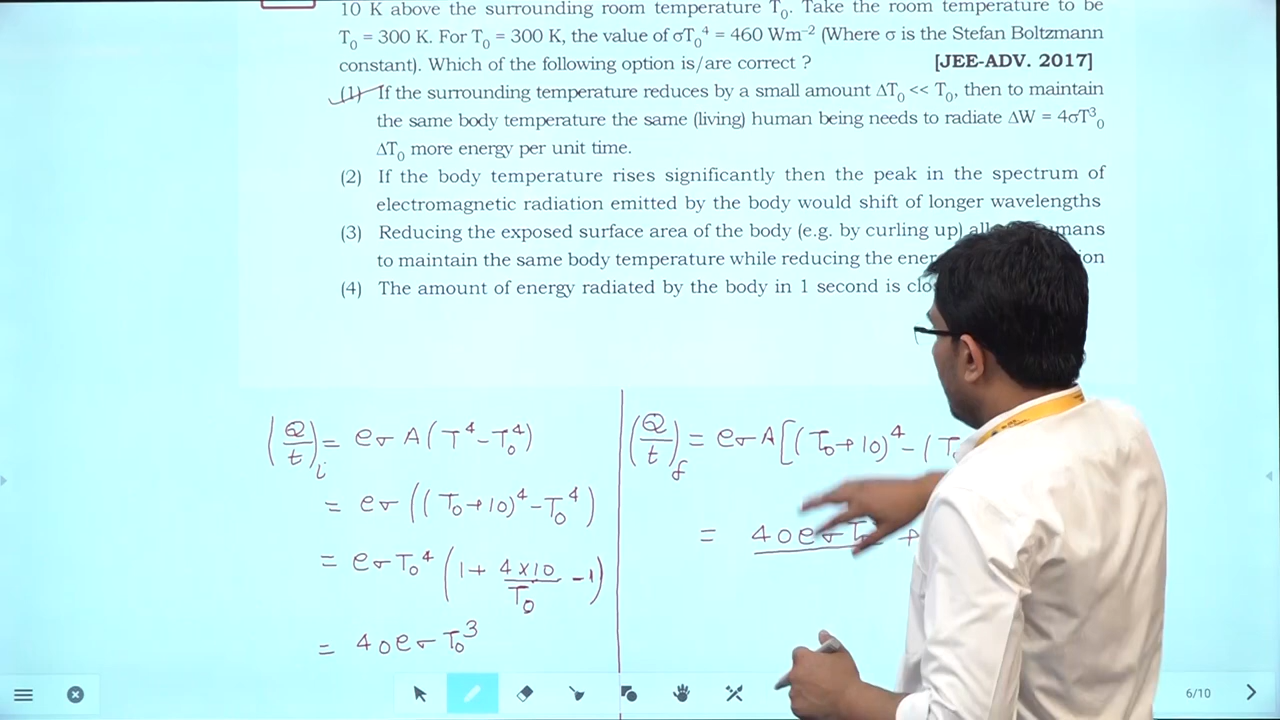 10 K above the surrounding room temperature T₀. Take the room temperature to be
T₀ = 300 K. For T₀ = 300 K, the value of σT₀⁴ = 460 Wm⁻² (Where σ is the Stefan Boltzmann
constant). Which of the following option is/are correct ? [JEE-ADV. 2017]
(1) If the surrounding temperature reduces by a small amount ΔT₀ << T₀, then to maintain
the same body temperature the same (living) human being needs to radiate ΔW = 4σT³₀
ΔT₀ more energy per unit time.
(2) If the body temperature rises significantly then the peak in the spectrum of
electromagnetic radiation emitted by the body would shift of longer wavelengths
(3) Reducing the exposed surface area of the body (e.g. by curling up)
to maintain the same body temperature while reducing the
(4) The amount of energy radiated by the body in 1 second is
(Q/t)i = eσA(T⁴-T₀⁴)
= eσ((T₀+10)⁴-T₀⁴)
= eσT₀⁴(1+ 4×10/T₀ -1)
= 40eσT₀³
(Q/t)f = eσA[(T₀+10)⁴-(T₀
= 40eσT +
6/10